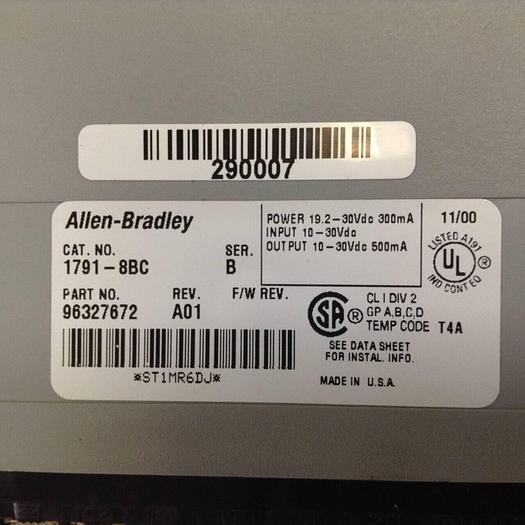 290007
Allen-Bradley
CAT. NO. SER.
1791-8BC B
PART NO. REV. F/W REV.
96327672 A01
*ST1MR6DJ*
POWER 19.2-30Vdc 300mA
INPUT 10-30Vdc
OUTPUT 10-30Vdc 500mA
11/00
LISTED A197
UL ®
IND CONT EQ
SA ®
CL I DIV 2
GP A,B,C,D
TEMP CODE T4A
SEE DATA SHEET
FOR INSTAL. INFO.
MADE IN U.S.A.